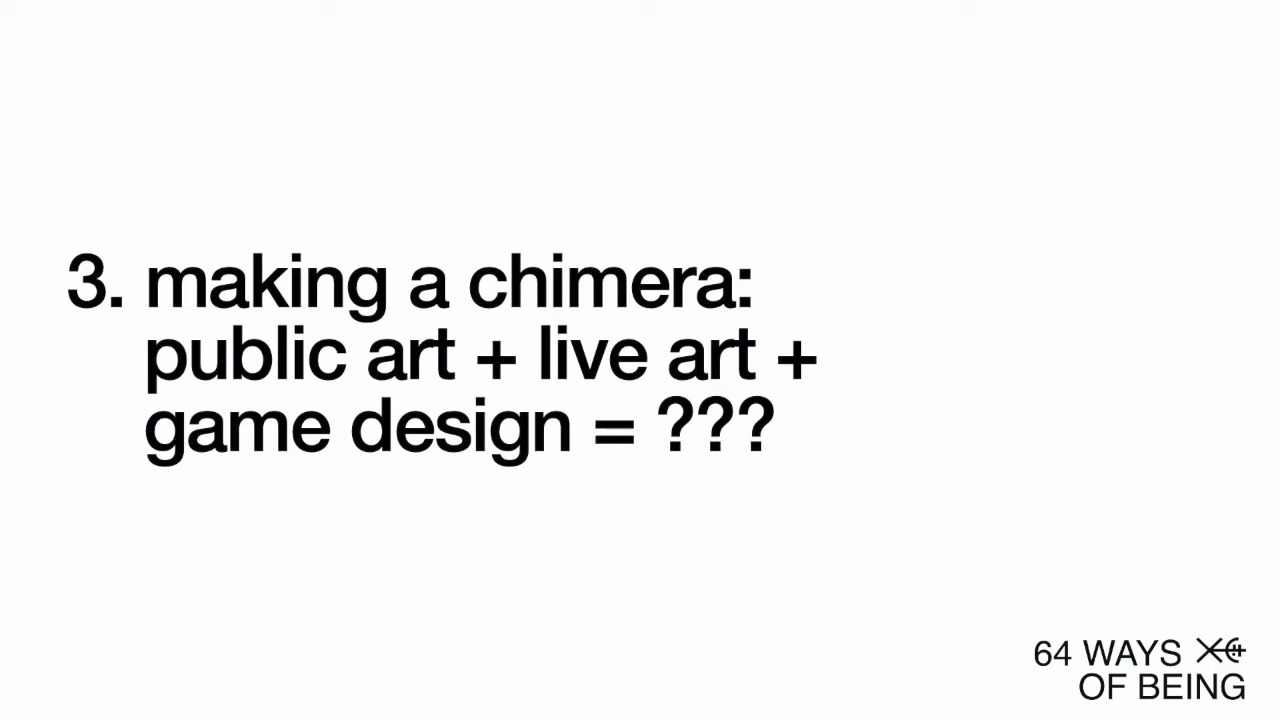 3. making a chimera:
public art + live art +
game design = ???
64 WAYS
OF BEING